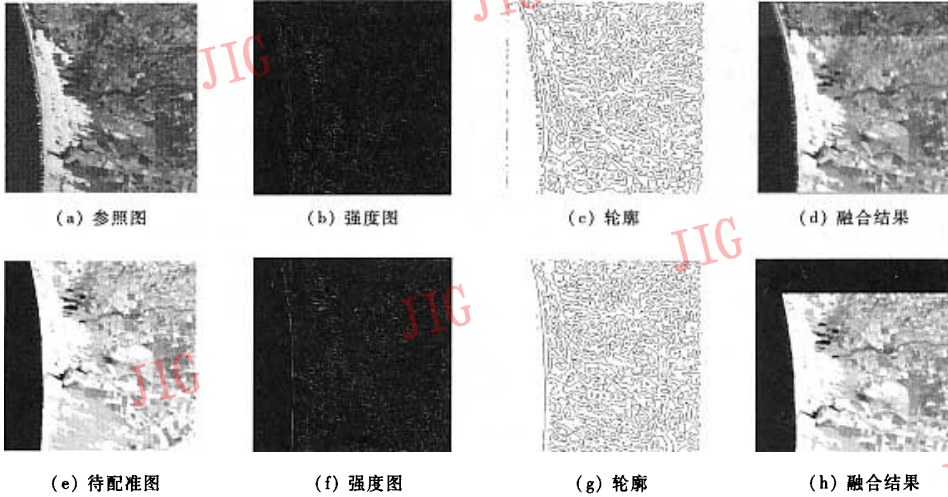 JIG
JIG
(a) 参照图
(b) 强度图
(c) 轮廓
(d) 融合结果
JIG
JIG
JIG
(e) 待配准图
(f) 强度图
(g) 轮廓
(h) 融合结果